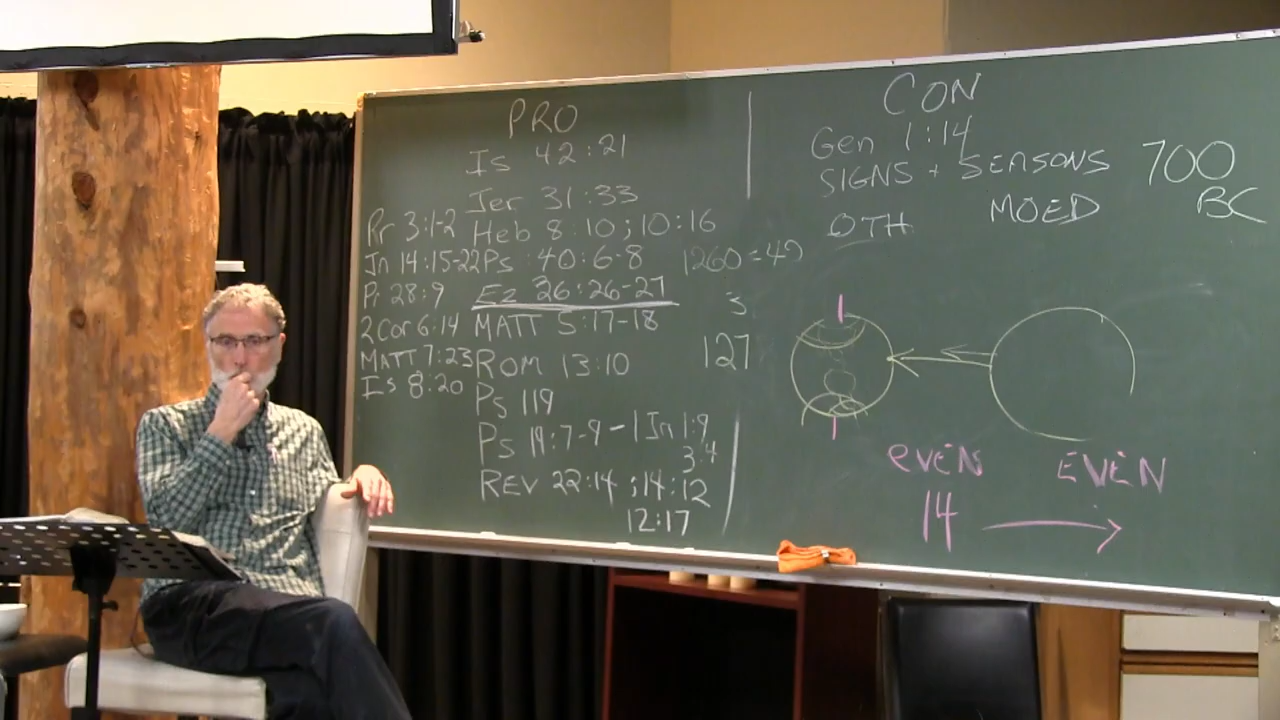 PRO
Is 42:21
Jer 31:33
Heb 8:10;10:16
Ps 40:6-8
Ez 36:26-27
MATT 5:17-18
ROM 13:10
Ps 119
Ps 19:7-9 - 1 Jn 1:9
3:4
REV 22:14 ;14:12
12:17
3:1-2
Jn 14:15-22
Pr 28:9
2Cor 6:14
MATT 7:23
Is 8:20
1260=
3
127
CON
Gen 1:14
SIGNS + SEASONS
OTH MOED
700
BC
EVEN EVEN
14